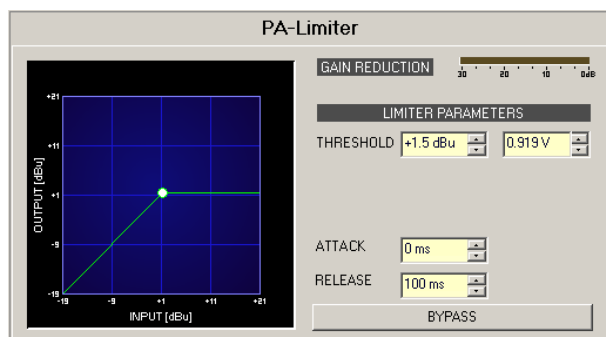 PA-Limiter
GAIN REDUCTION
30 20 10 0dB
LIMITER PARAMETERS
THRESHOLD +1.5 dBu 0.919 V
ATTACK 0 ms
RELEASE 100 ms
BYPASS
OUTPUT [dBu]
+21
+11
+1
-9
-19
-19 -9 +1 +11 +21
INPUT [dBu]